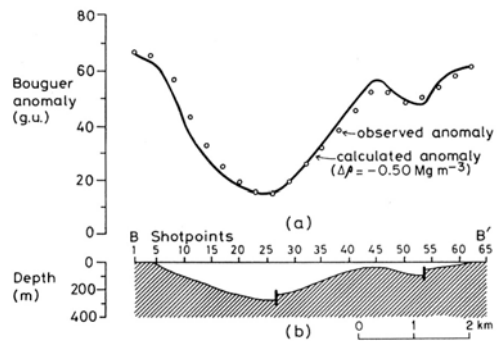 80
60
Bouguer
anomaly
(g.u.)
40
20
0
observed anomaly
calculated anomaly
(Δρ = −0.50 Mg m⁻³)
(a)
B Shotpoints B′
1 5 10 15 20 25 30 35 40 45 50 55 60 65
Depth
(m)
0
200
400
(b)
0 1 2 km